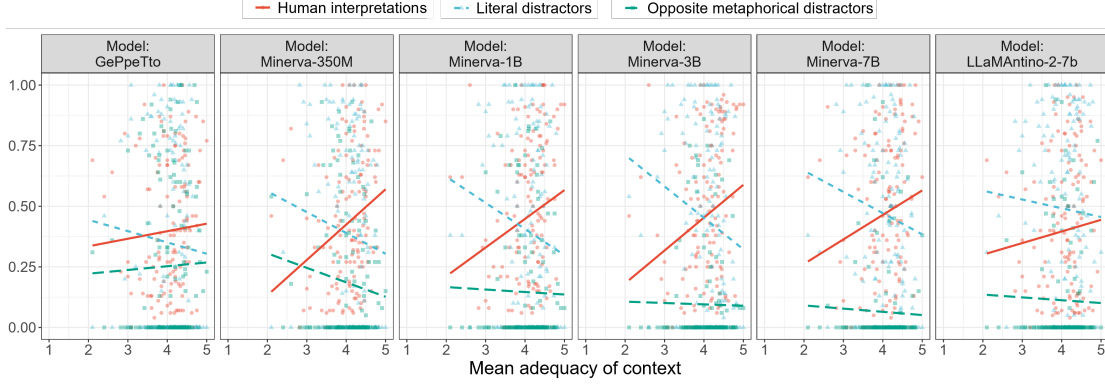 Human interpretations Literal distractors Opposite metaphorical distractors
Model: Model: Model: Model: Model: Model:
GePpeTto Minerva-350M Minerva-1B Minerva-3B Minerva-7B LLaMAntino-2-7b
1.00
0.75
0.50
0.25
0.00
1 2 3 4 5 1 2 3 4 5 1 2 3 4 5 1 2 3 4 5 1 2 3 4 5 1 2 3 4 5
Mean adequacy of context